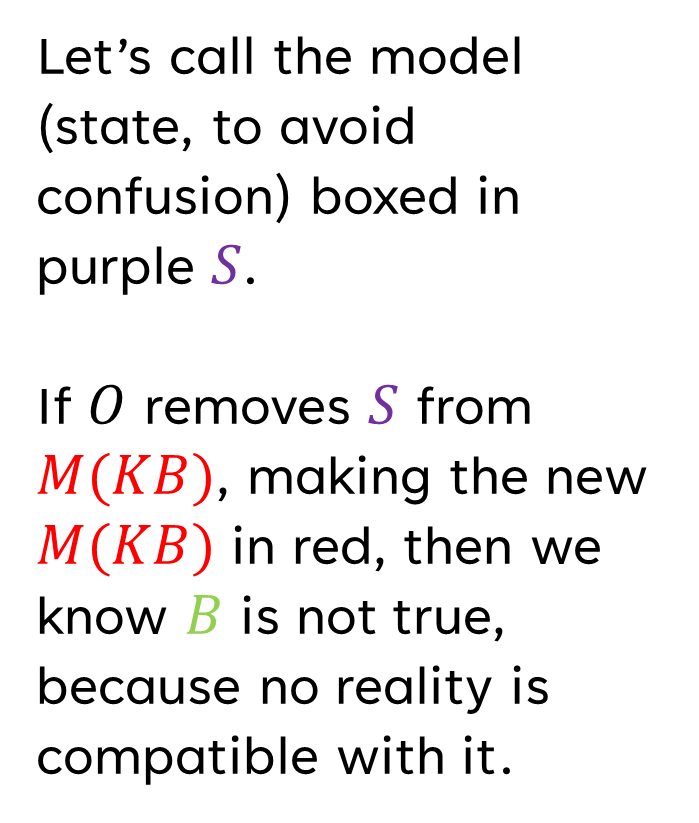 Let’s call the model
(state, to avoid
confusion) boxed in
purple S.
If O removes S from
M(KB), making the new
M(KB) in red, then we
know B is not true,
because no reality is
compatible with it.